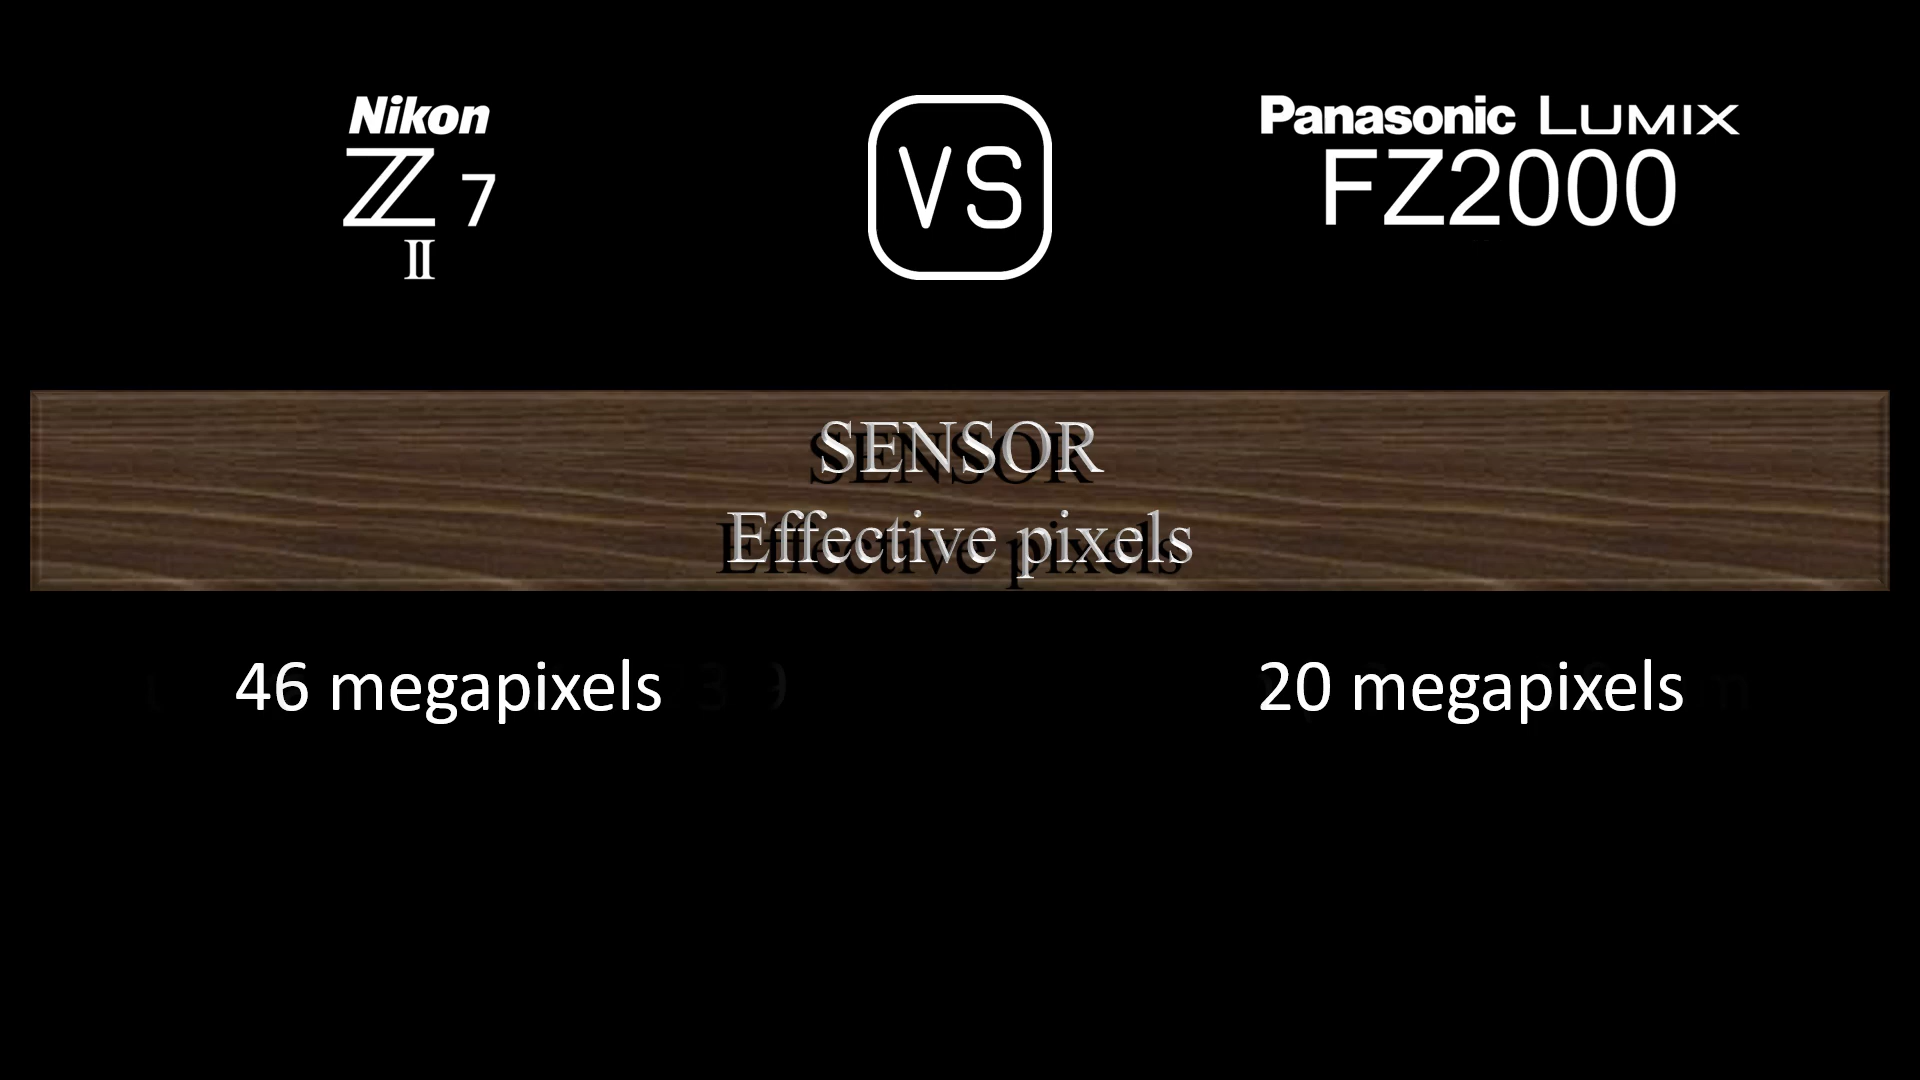 Nikon
Z 7
II
VS
Panasonic LUMIX
FZ2000
SENSOR
Effective pixels
46 megapixels
20 megapixels